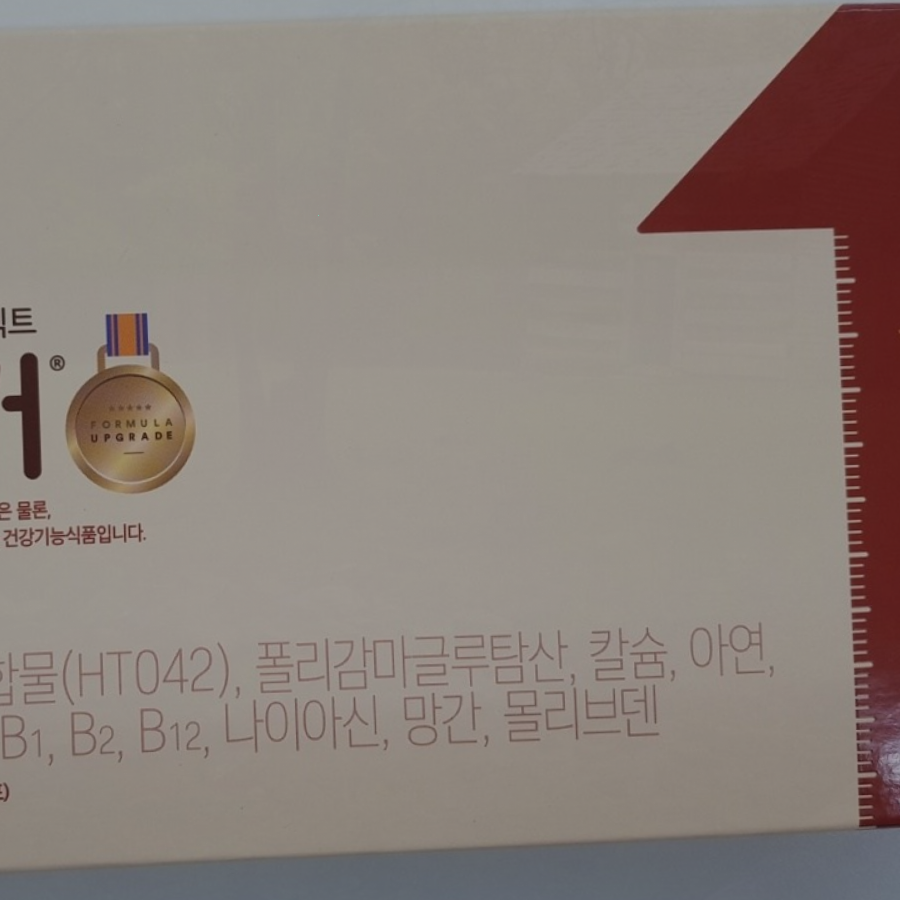 트
®
FORMULA
UPGRADE
은 물론,
건강기능식품입니다.
합물(HT042), 폴리감마글루탐산, 칼슘, 아연,
B1, B2, B12, 나이아신, 망간, 몰리브덴